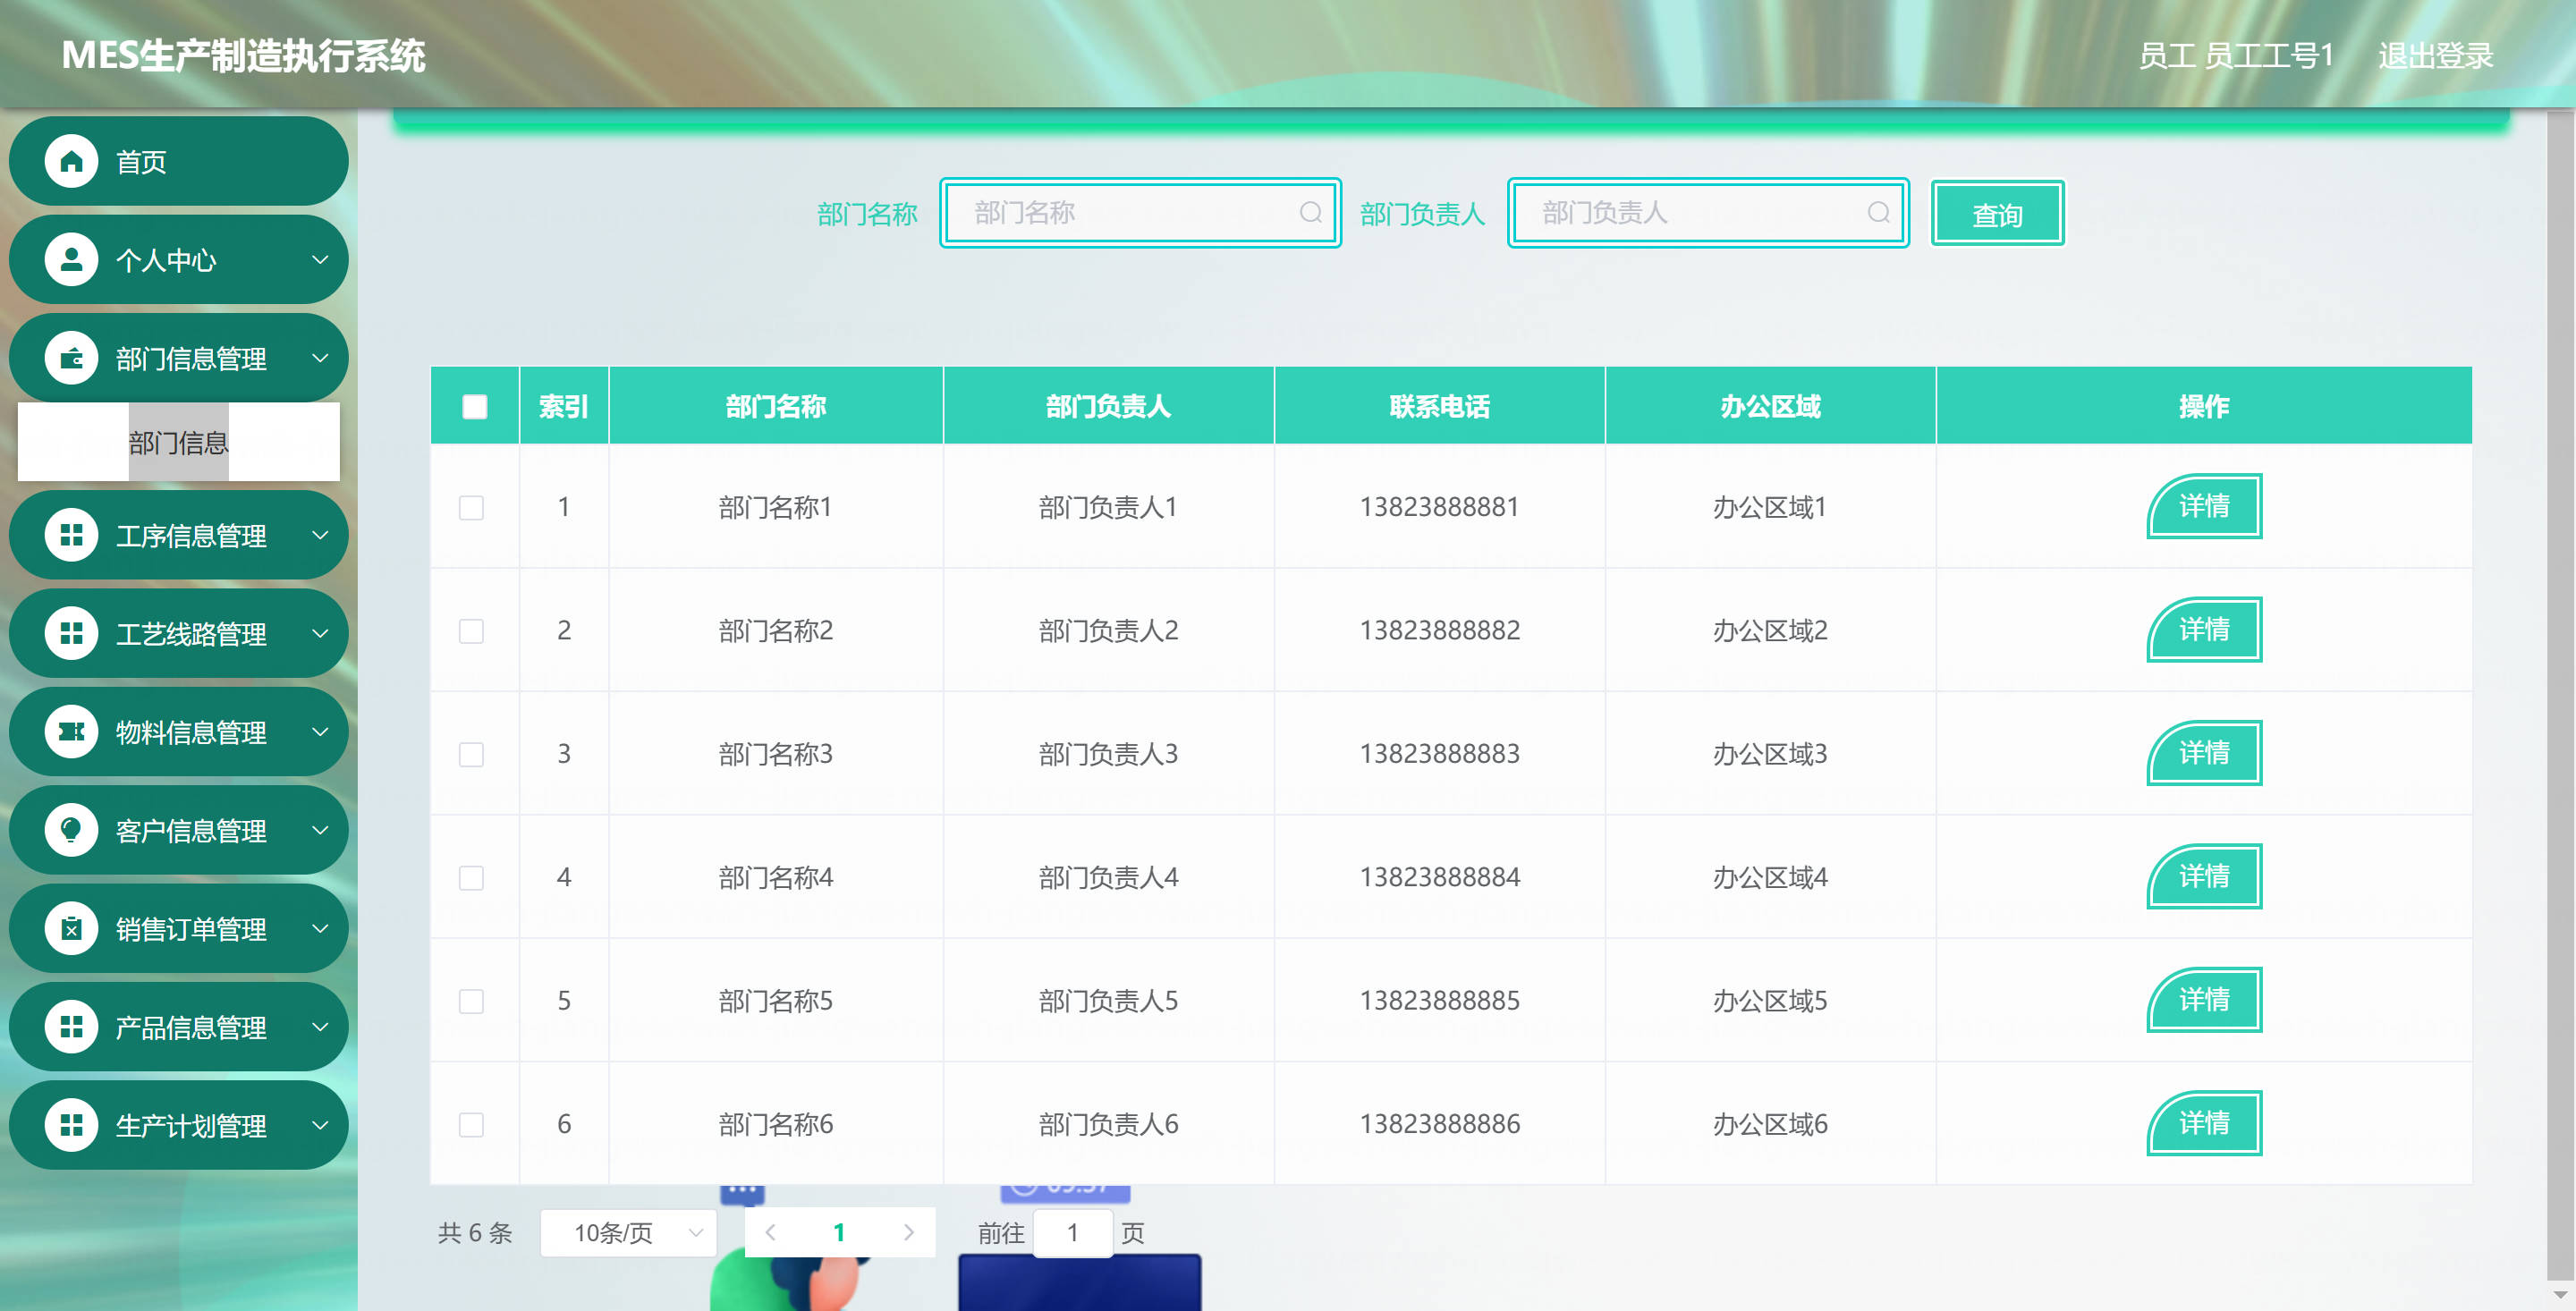 MES生产制造执行系统
员工 员工工号1 退出登录
首页
个人中心
部门信息管理
部门信息
工序信息管理
工艺线路管理
物料信息管理
客户信息管理
销售订单管理
产品信息管理
生产计划管理
部门名称 部门名称 部门负责人 部门负责人 查询
索引 部门名称 部门负责人 联系电话 办公区域 操作
1 部门名称1 部门负责人1 13823888881 办公区域1 详情
2 部门名称2 部门负责人2 13823888882 办公区域2 详情
3 部门名称3 部门负责人3 13823888883 办公区域3 详情
4 部门名称4 部门负责人4 13823888884 办公区域4 详情
5 部门名称5 部门负责人5 13823888885 办公区域5 详情
6 部门名称6 部门负责人6 13823888886 办公区域6 详情
共 6 条 10条/页 1 前往 1 页